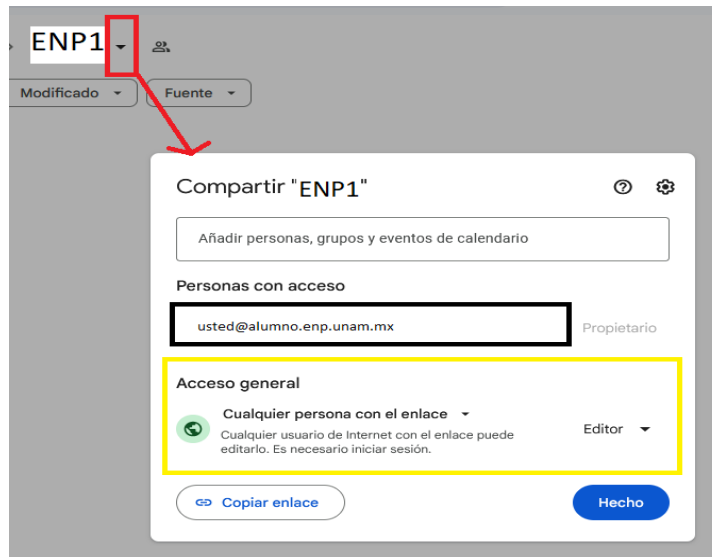 ENP1
Modificado
Fuente
Compartir "ENP1"
Añadir personas, grupos y eventos de calendario
Personas con acceso
usted@alumno.enp.unam.mx
Propietario
Acceso general
Cualquier persona con el enlace
Cualquier usuario de Internet con el enlace puede
editarlo. Es necesario iniciar sesión.
Editor
Copiar enlace
Hecho